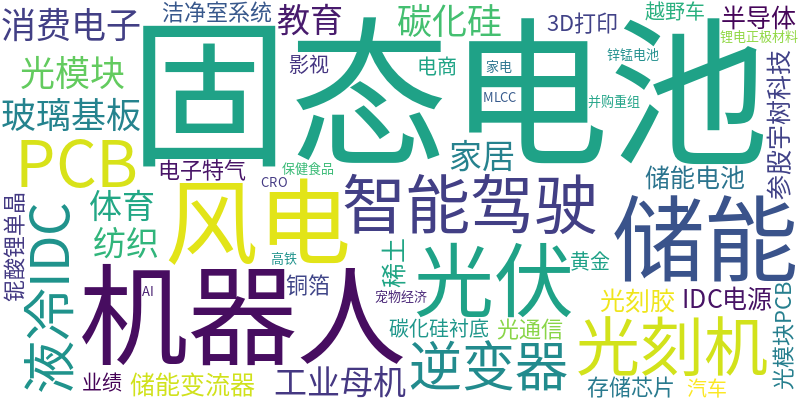 消费电子
洁净室系统
教育
碳化硅
3D打印
越野车
半导体
锂电正极材料
光模块
固态电池
影视
电商
家电
锌锰电池
MLCC
并购重组
玻璃基板
参股宇树科技
PCB
电子特气
保健食品
CRO
家居
储能电池
铌酸锂单晶
液冷IDC
体育
纺织
风电
智能驾驶
储能
高铁
稀土
光伏
黄金
机器人
AI
铜箔
宠物经济
光刻胶
IDC电源
碳化硅衬底
光通信
光刻机
光模块PCB
业绩
储能变流器
工业母机
逆变器
存储芯片
汽车